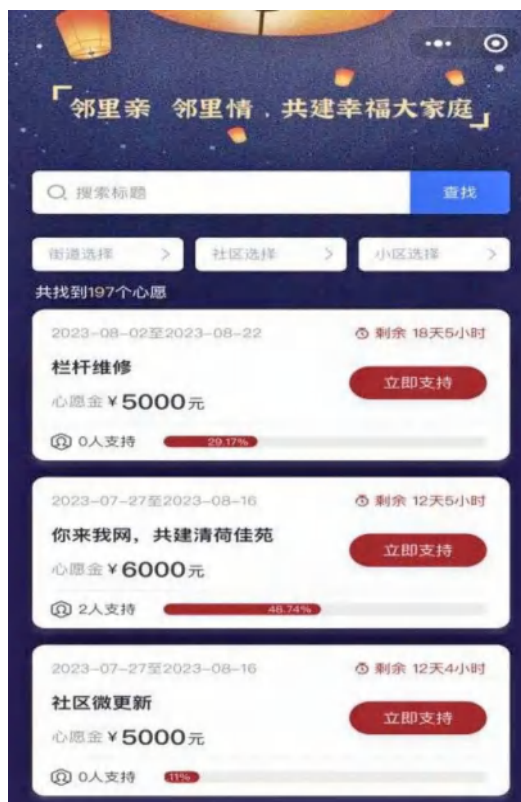 「邻里亲 邻里情，共建幸福大家庭」
搜索标题 查找
街道选择 > 社区选择 > 小区选择 >
共找到197个心愿
2023-08-02至2023-08-22 剩余 18天5小时
栏杆维修
立即支持
心愿金￥5000元
0人支持 29.17%
2023-07-27至2023-08-16 剩余 12天5小时
你来我网，共建清荷佳苑
立即支持
心愿金￥6000元
2人支持 48.74%
2023-07-27至2023-08-16 剩余 12天4小时
社区微更新
立即支持
心愿金￥5000元
0人支持 11%